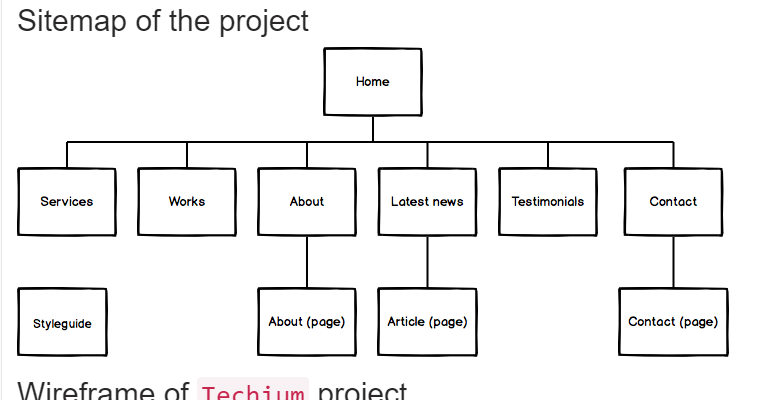 Sitemap of the project
Home
Services
Works
About
Latest news
Testimonials
Contact
Styleguide
About (page)
Article (page)
Contact (page)
Wireframe of Techium project